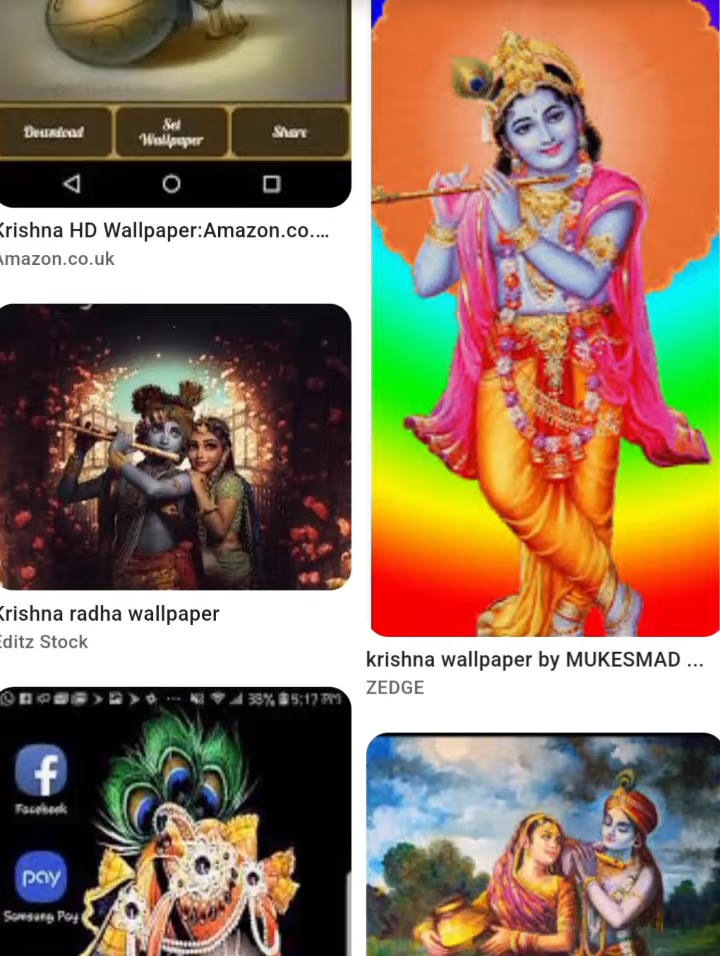 Download
Set
Wallpaper
Share
Krishna HD Wallpaper:Amazon.co....
Amazon.co.uk
Krishna radha wallpaper
Editz Stock
38% 5:17 PM
Facebook
pay
Samsung Pay
krishna wallpaper by MUKESMAD ...
ZEDGE